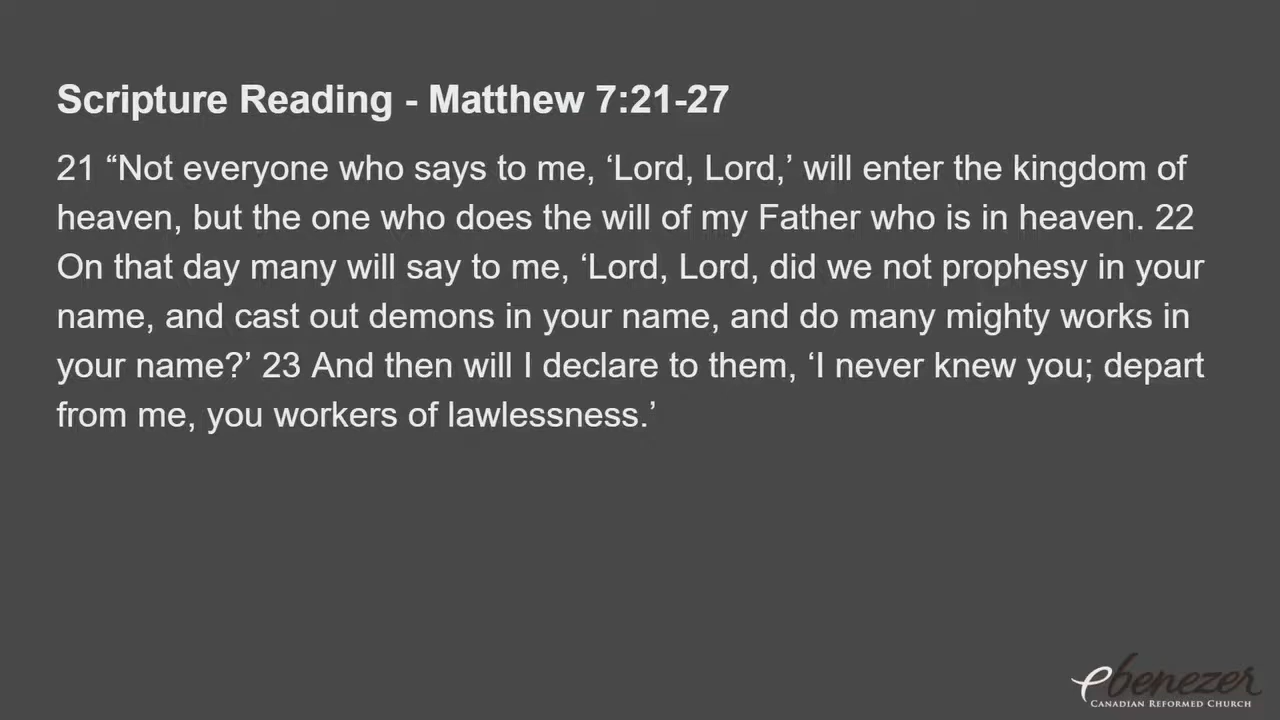 Scripture Reading - Matthew 7:21-27
21 “Not everyone who says to me, ‘Lord, Lord,’ will enter the kingdom of
heaven, but the one who does the will of my Father who is in heaven. 22
On that day many will say to me, ‘Lord, Lord, did we not prophesy in your
name, and cast out demons in your name, and do many mighty works in
your name?’ 23 And then will I declare to them, ‘I never knew you; depart
from me, you workers of lawlessness.’
ebenezer
Canadian Reformed Church